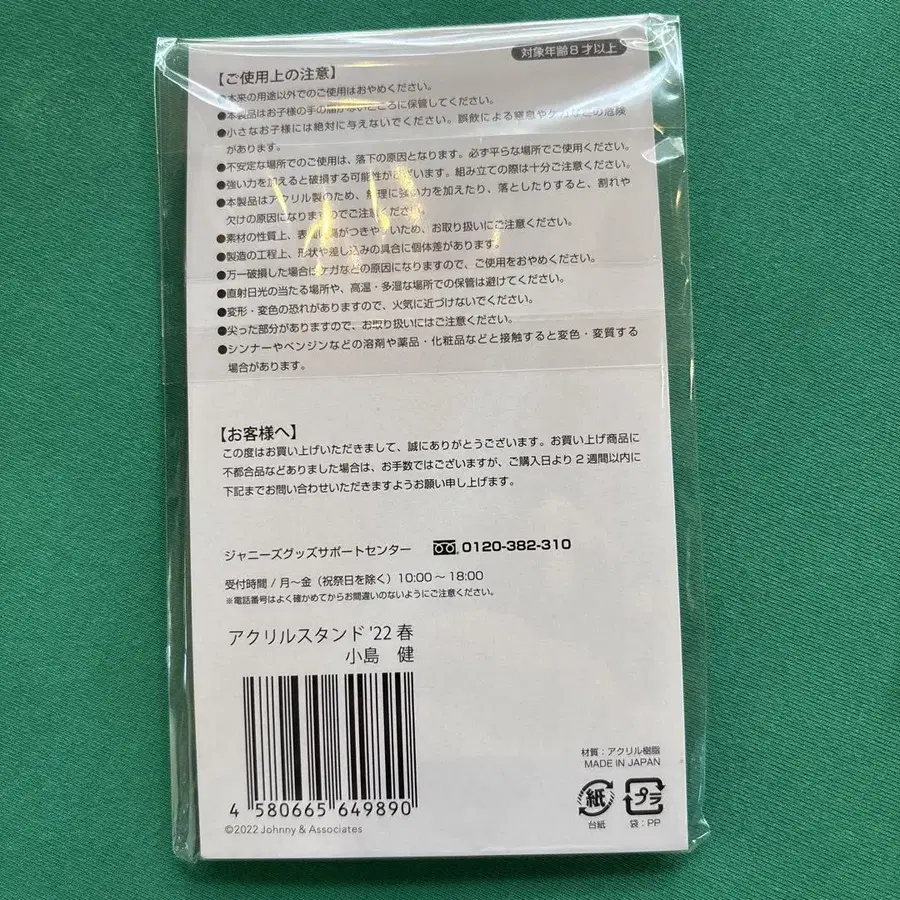 対象年齢8才以上
【ご使用上の注意】
●本来の用途以外でのご使用はおやめください。
●本製品はお子様の手の届かないところに保管してください。
●小さなお子様には絶対に与えないでください。誤飲による窒息やケガなどの危険
があります。
●不安定な場所でのご使用は、落下の原因となります。必ず平らな場所でご使用ください。
●強い力を加えると破損する可能性がございます。組み立ての際は十分ご注意ください。
●本製品はアクリル製のため、無理に強い力を加えたり、落としたりすると、割れや
欠けの原因になりますのでご注意ください。
●素材の性質上、表面に傷がつきやすいため、お取り扱いにご注意ください。
●製造の工程上、形状や差し込みの具合に個体差があります。
●万一破損した場合はケガなどの原因になりますので、ご使用をおやめください。
●直射日光の当たる場所や、高温・多湿な場所での保管は避けてください。
●変形・変色の恐れがありますので、火気に近づけないでください。
●尖った部分がありますので、お取り扱いにはご注意ください。
●シンナーやベンジンなどの溶剤や薬品・化粧品などと接触すると変色・変質する
場合があります。
【お客様へ】
この度はお買い上げいただきまして、誠にありがとうございます。お買い上げ商品に
不都合品などありました場合は、お手数ではございますが、ご購入日より2週間以内に
下記までお問い合わせいただきますようお願い申し上げます。
ジャニーズグッズサポートセンター 0120-382-310
受付時間 / 月～金（祝祭日を除く）10:00～18:00
※電話番号はよく確かめてからお間違いのないようにご注意ください。
アクリルスタンド '22 春
小島 健
4 580665 649890
©2022 Johnny & Associates
材質：アクリル樹脂
MADE IN JAPAN
紙 プラ
台紙 袋：PP